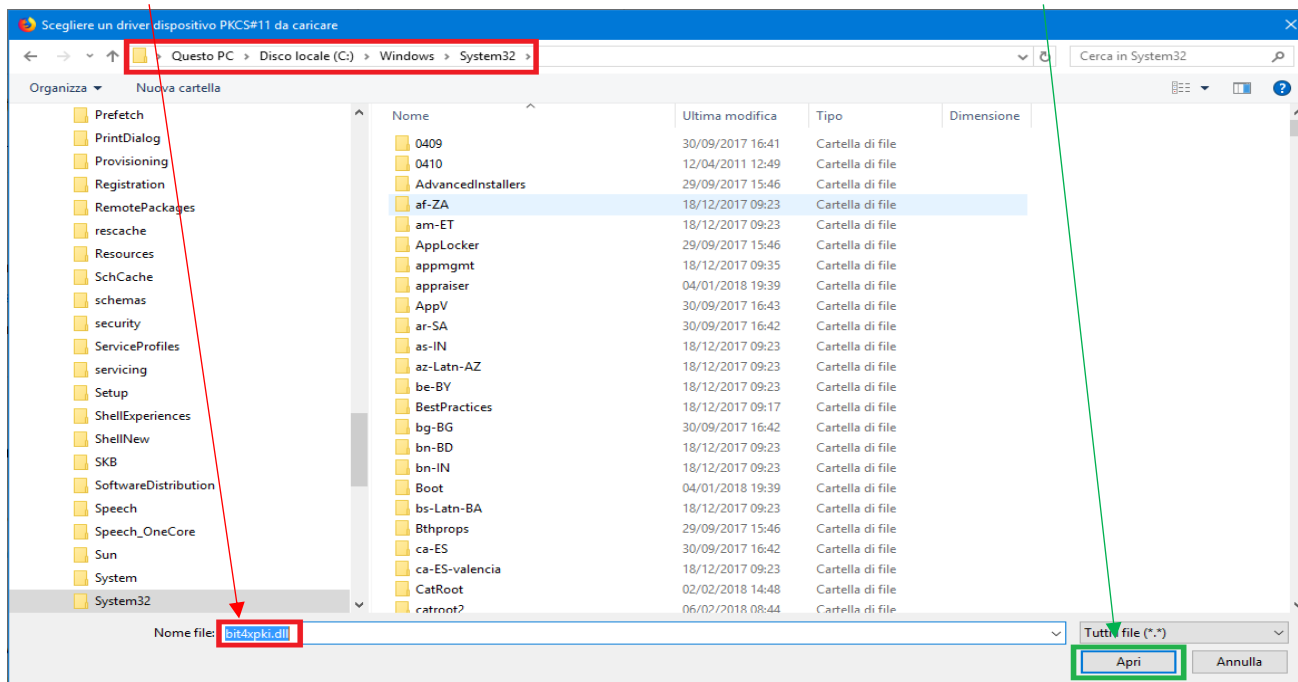 Scegliere un driver dispositivo PKCS#11 da caricare
Questo PC > Disco locale (C:) > Windows > System32 >
Cerca in System32
Organizza
Nuova cartella
Prefetch
PrintDialog
Provisioning
Registration
RemotePackages
rescache
Resources
SchCache
schemas
security
ServiceProfiles
servicing
Setup
ShellExperiences
ShellNew
SKB
SoftwareDistribution
Speech
Speech_OneCore
Sun
System
System32
Nome Ultima modifica Tipo Dimensione
0409 30/09/2017 16:41 Cartella di file
0410 12/04/2011 12:49 Cartella di file
AdvancedInstallers 29/09/2017 15:46 Cartella di file
af-ZA 18/12/2017 09:23 Cartella di file
am-ET 18/12/2017 09:23 Cartella di file
AppLocker 29/09/2017 15:46 Cartella di file
appmgmt 18/12/2017 09:35 Cartella di file
appraiser 04/01/2018 19:39 Cartella di file
AppV 30/09/2017 16:43 Cartella di file
ar-SA 30/09/2017 16:42 Cartella di file
as-IN 18/12/2017 09:23 Cartella di file
az-Latn-AZ 18/12/2017 09:23 Cartella di file
be-BY 18/12/2017 09:23 Cartella di file
BestPractices 18/12/2017 09:17 Cartella di file
bg-BG 30/09/2017 16:42 Cartella di file
bn-BD 18/12/2017 09:23 Cartella di file
bn-IN 18/12/2017 09:23 Cartella di file
Boot 04/01/2018 19:39 Cartella di file
bs-Latn-BA 18/12/2017 09:23 Cartella di file
Bthprops 29/09/2017 15:46 Cartella di file
ca-ES 30/09/2017 16:42 Cartella di file
ca-ES-valencia 18/12/2017 09:23 Cartella di file
CatRoot 02/02/2018 14:48 Cartella di file
catroot2 06/02/2018 08:44 Cartella di file
Nome file: bit4xpki.dll
Tutti i file (*.*)
Apri
Annulla